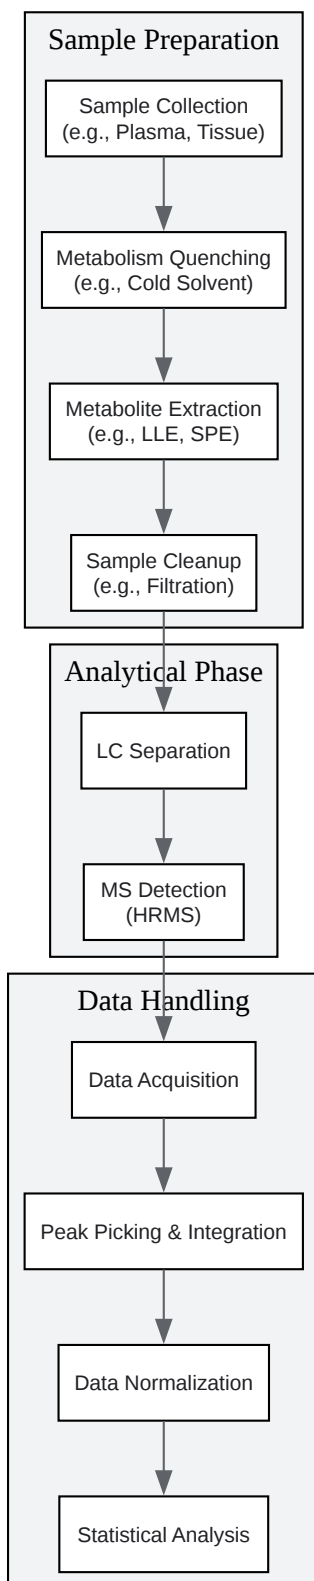 Sample Preparation
Sample Collection
(e.g., Plasma, Tissue)
Metabolism Quenching
(e.g., Cold Solvent)
Metabolite Extraction
(e.g., LLE, SPE)
Sample Cleanup
(e.g., Filtration)
Analytical Phase
LC Separation
MS Detection
(HRMS)
Data Handling
Data Acquisition
Peak Picking & Integration
Data Normalization
Statistical Analysis